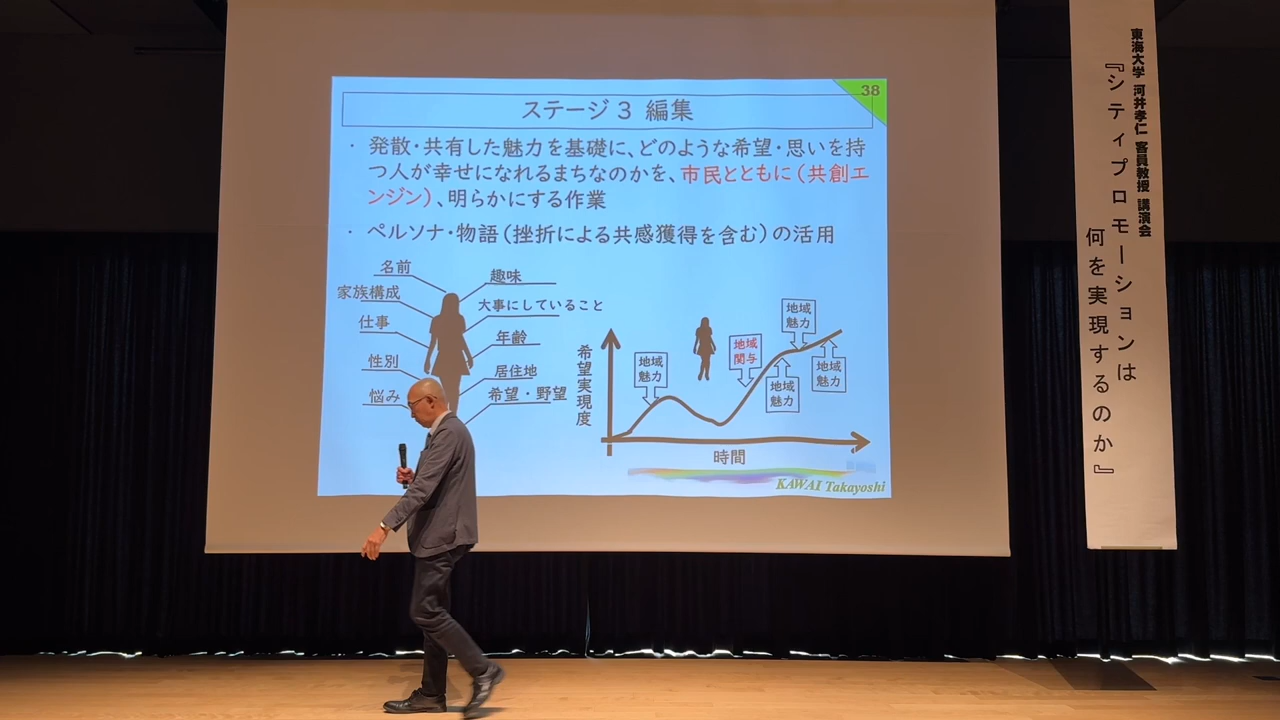 38
ステージ3 編集
・ 発散・共有した魅力を基礎に、どのような希望・思いを持
つ人が幸せになれるまちなのかを、市民とともに(共創エ
ンジン)、明らかにする作業
・ ペルソナ・物語(挫折による共感獲得を含む)の活用
名前
家族構成
仕事
性別
悩み
趣味
大事にしていること
年齢
居住地
希望・野望
希望実現度
地域
魅力
地域
関与
地域
魅力
地域
魅力
地域
魅力
時間
KAWAI Takayoshi
東海大学 河井孝仁 客員教授 講演会
『シティプロモーションは
何を実現するのか』